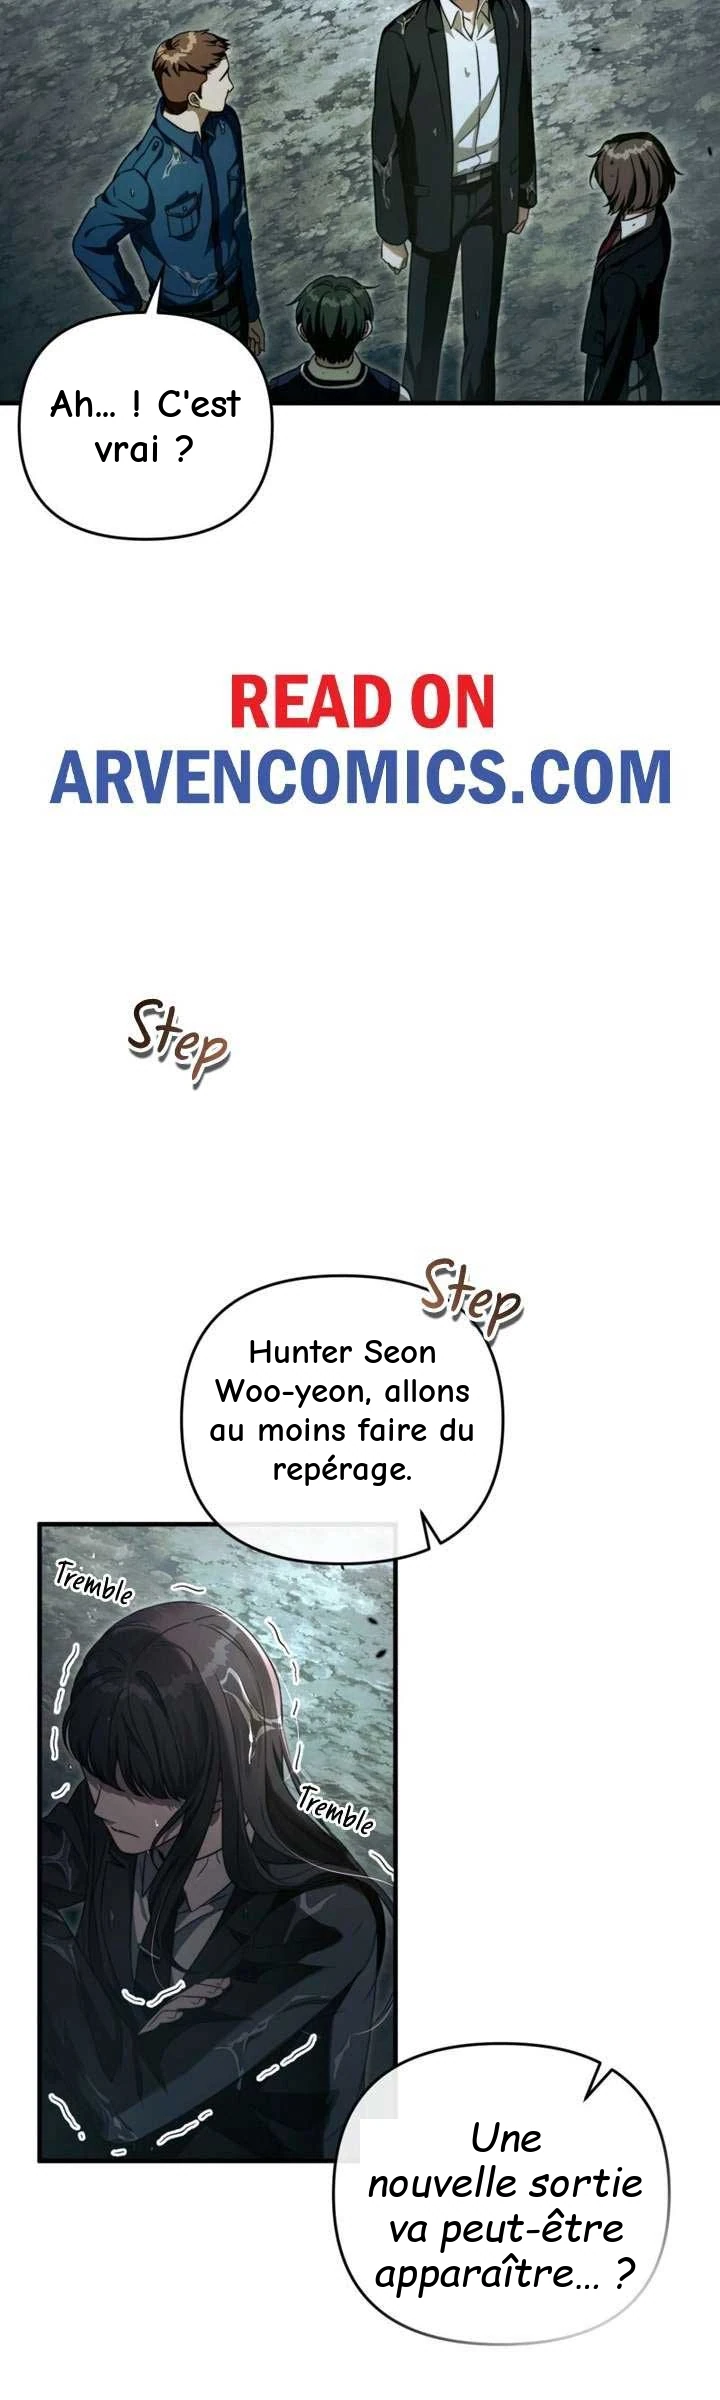 Ah... ! C'est
vrai ?
READ ON
ARVENCOMICS.COM
Step
Step
Hunter Seon
Woo-yeon, allons
au moins faire du
repérage.
Tremble
Tremble
Une
nouvelle sortie
va peut-être
apparaître... ?